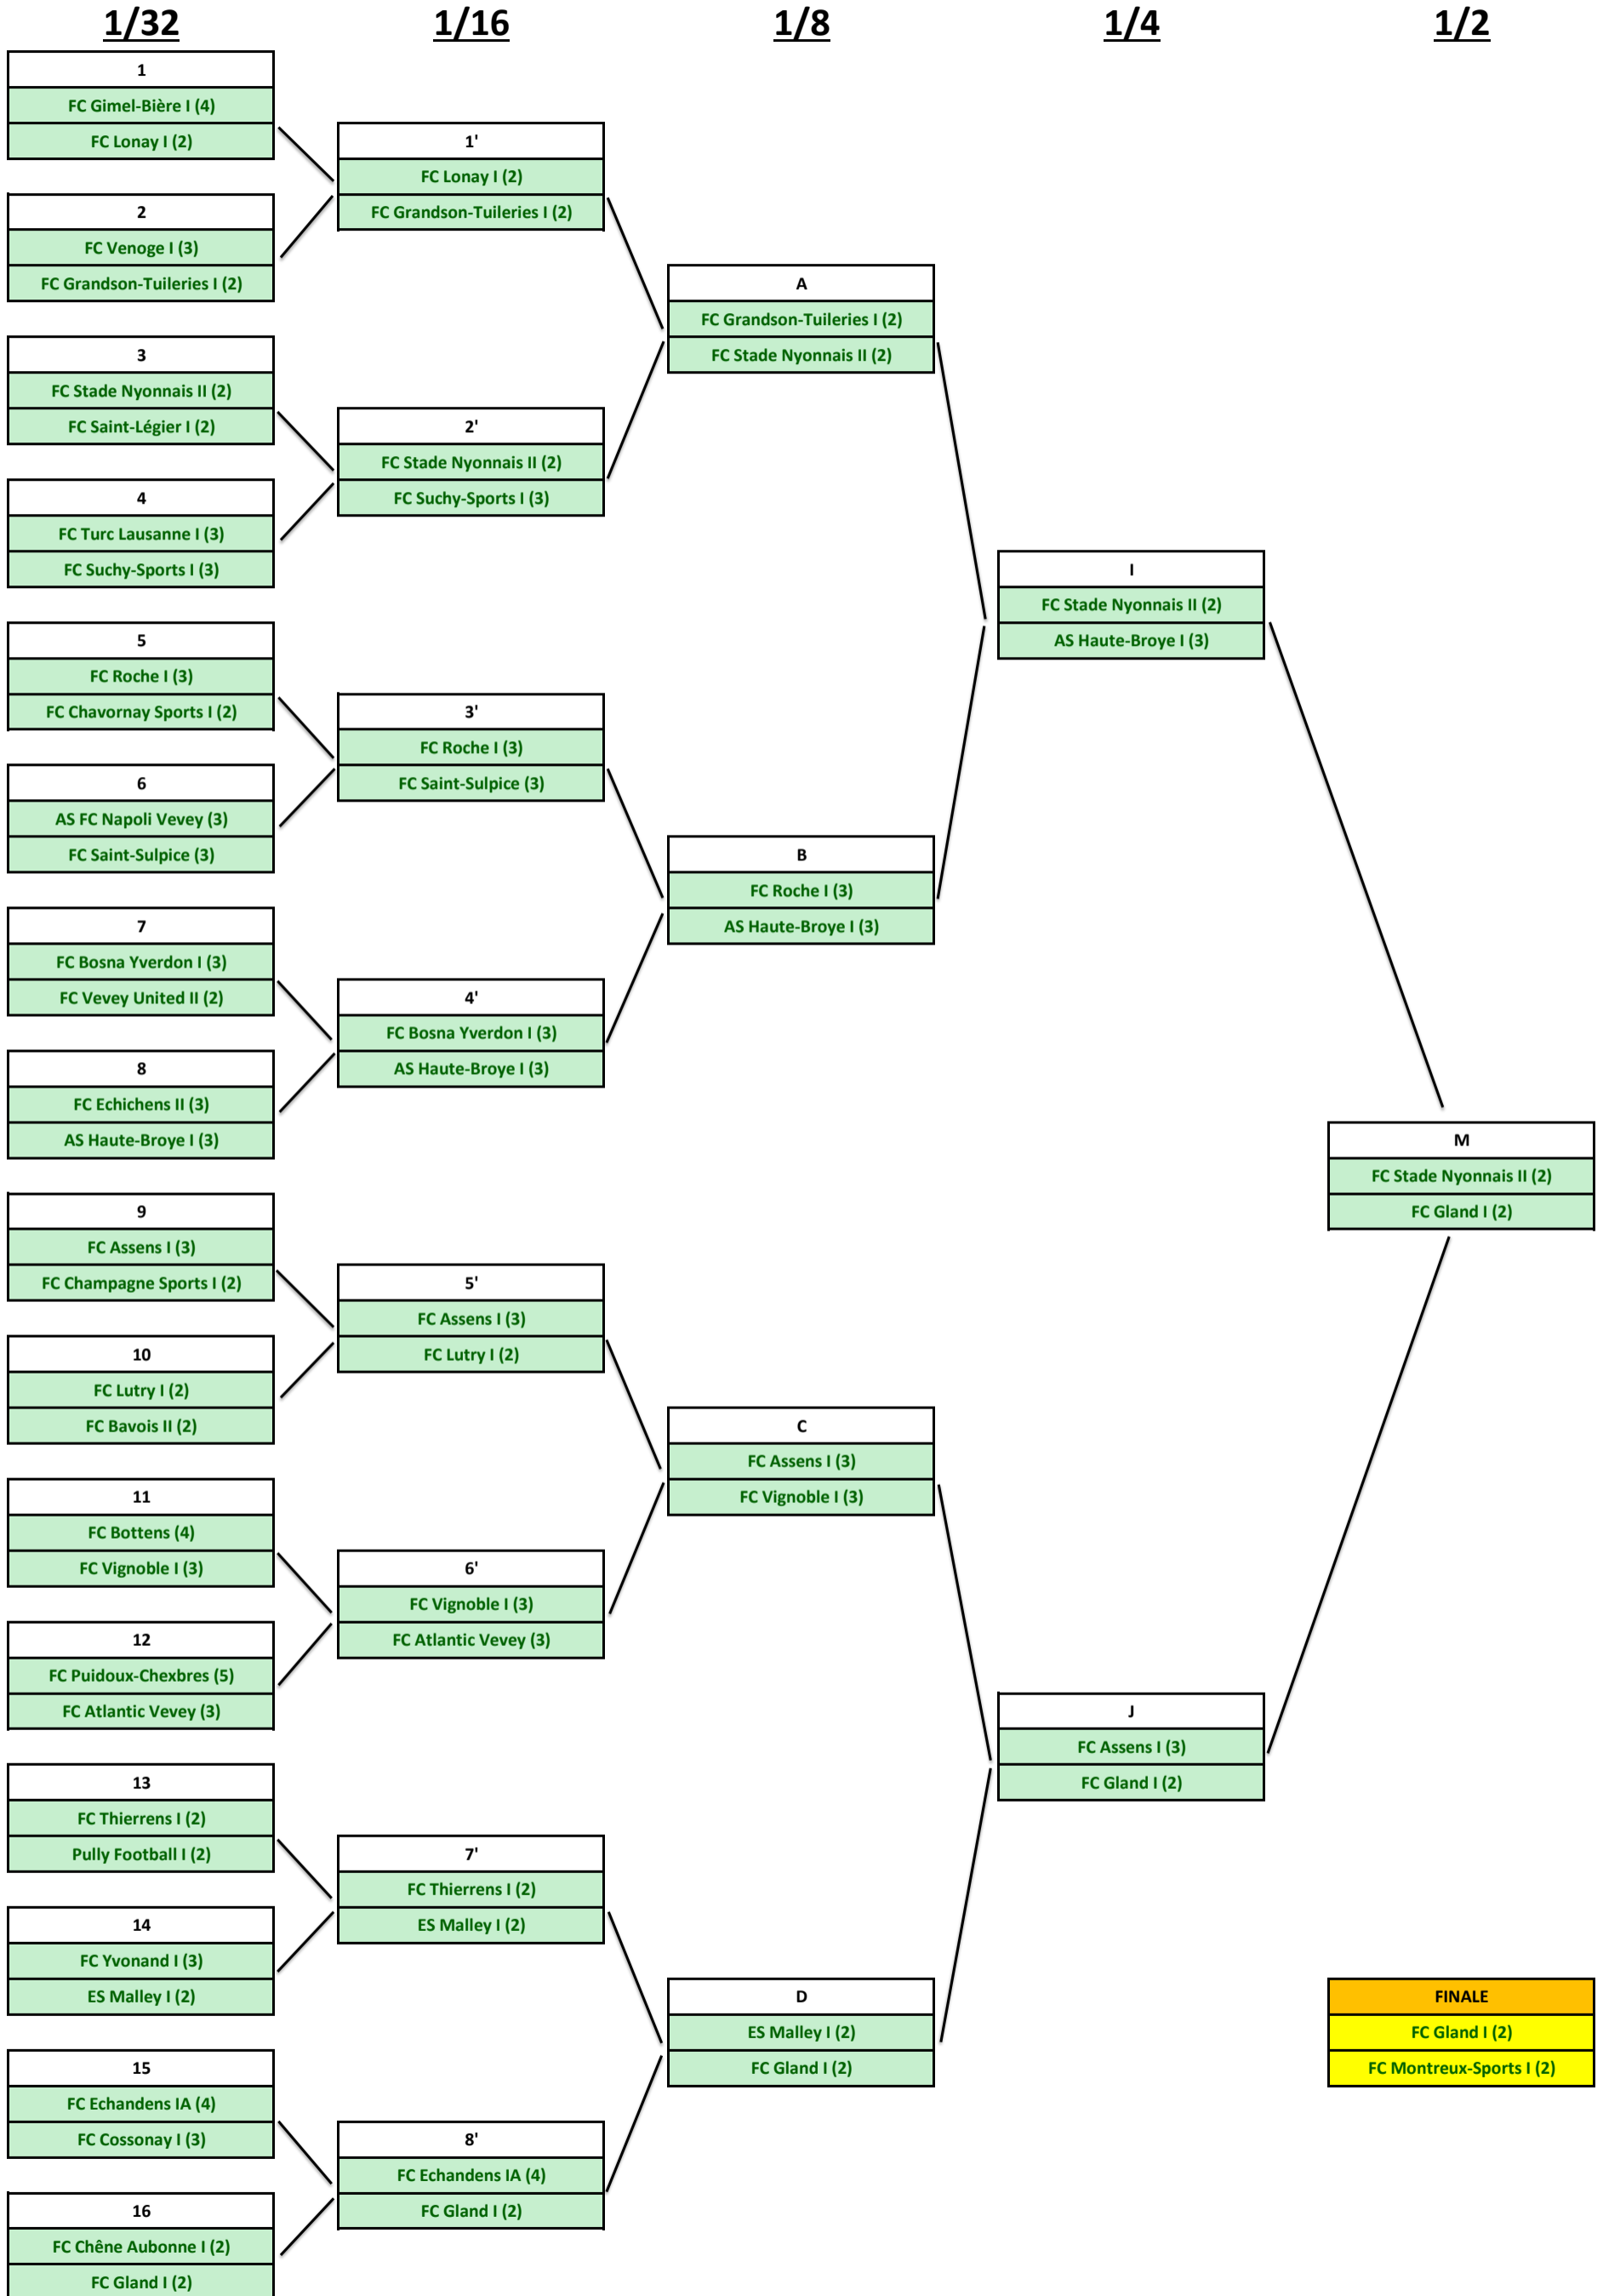 1/32
1/16
1/8
1/4
1/2
1
FC Gimel-Bière I (4)
FC Lonay I (2)
2
FC Venoge I (3)
FC Grandson-Tuileries I (2)
3
FC Stade Nyonnais II (2)
FC Saint-Légier I (2)
4
FC Turc Lausanne I (3)
FC Suchy-Sports I (3)
5
FC Roche I (3)
FC Chavornay Sports I (2)
6
AS FC Napoli Vevey (3)
FC Saint-Sulpice (3)
7
FC Bosna Yverdon I (3)
FC Vevey United II (2)
8
FC Echichens II (3)
AS Haute-Broye I (3)
9
FC Assens I (3)
FC Champagne Sports I (2)
10
FC Lutry I (2)
FC Bavois II (2)
11
FC Bottens (4)
FC Vignoble I (3)
12
FC Puidoux-Chexbres (5)
FC Atlantic Vevey (3)
13
FC Thierrens I (2)
Pully Football I (2)
14
FC Yvonand I (3)
ES Malley I (2)
15
FC Echandens IA (4)
FC Cossonay I (3)
16
FC Chêne Aubonne I (2)
FC Gland I (2)
1'
FC Lonay I (2)
FC Grandson-Tuileries I (2)
2'
FC Stade Nyonnais II (2)
FC Suchy-Sports I (3)
3'
FC Roche I (3)
FC Saint-Sulpice (3)
4'
FC Bosna Yverdon I (3)
AS Haute-Broye I (3)
5'
FC Assens I (3)
FC Lutry I (2)
6'
FC Vignoble I (3)
FC Atlantic Vevey (3)
7'
FC Thierrens I (2)
ES Malley I (2)
8'
FC Echandens IA (4)
FC Gland I (2)
A
FC Grandson-Tuileries I (2)
FC Stade Nyonnais II (2)
B
FC Roche I (3)
AS Haute-Broye I (3)
C
FC Assens I (3)
FC Vignoble I (3)
D
ES Malley I (2)
FC Gland I (2)
I
FC Stade Nyonnais II (2)
AS Haute-Broye I (3)
J
FC Assens I (3)
FC Gland I (2)
M
FC Stade Nyonnais II (2)
FC Gland I (2)
FINALE
FC Gland I (2)
FC Montreux-Sports I (2)